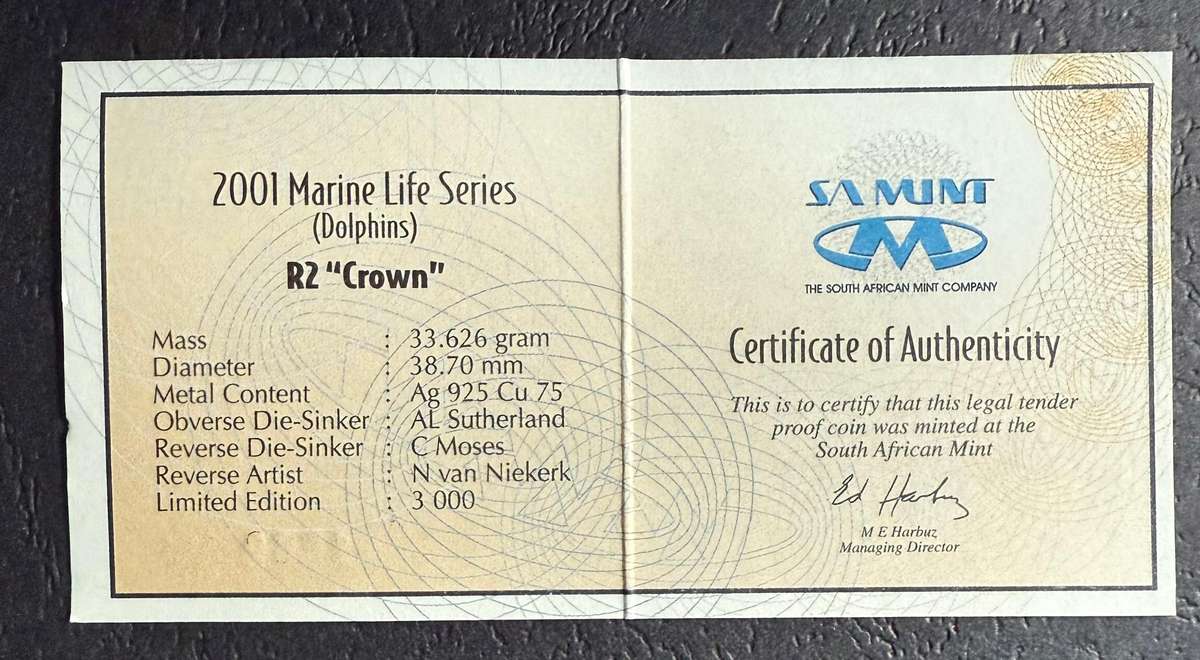 2001 Marine Life Series
(Dolphins)
R2 "Crown"
Mass : 33.626 gram
Diameter : 38.70 mm
Metal Content : Ag 925 Cu 75
Obverse Die-Sinker : AL Sutherland
Reverse Die-Sinker : C Moses
Reverse Artist : N van Niekerk
Limited Edition : 3 000
SA MINT
M
THE SOUTH AFRICAN MINT COMPANY
Certificate of Authenticity
This is to certify that this legal tender
proof coin was minted at the
South African Mint
Ed Harbuz
M E Harbuz
Managing Director